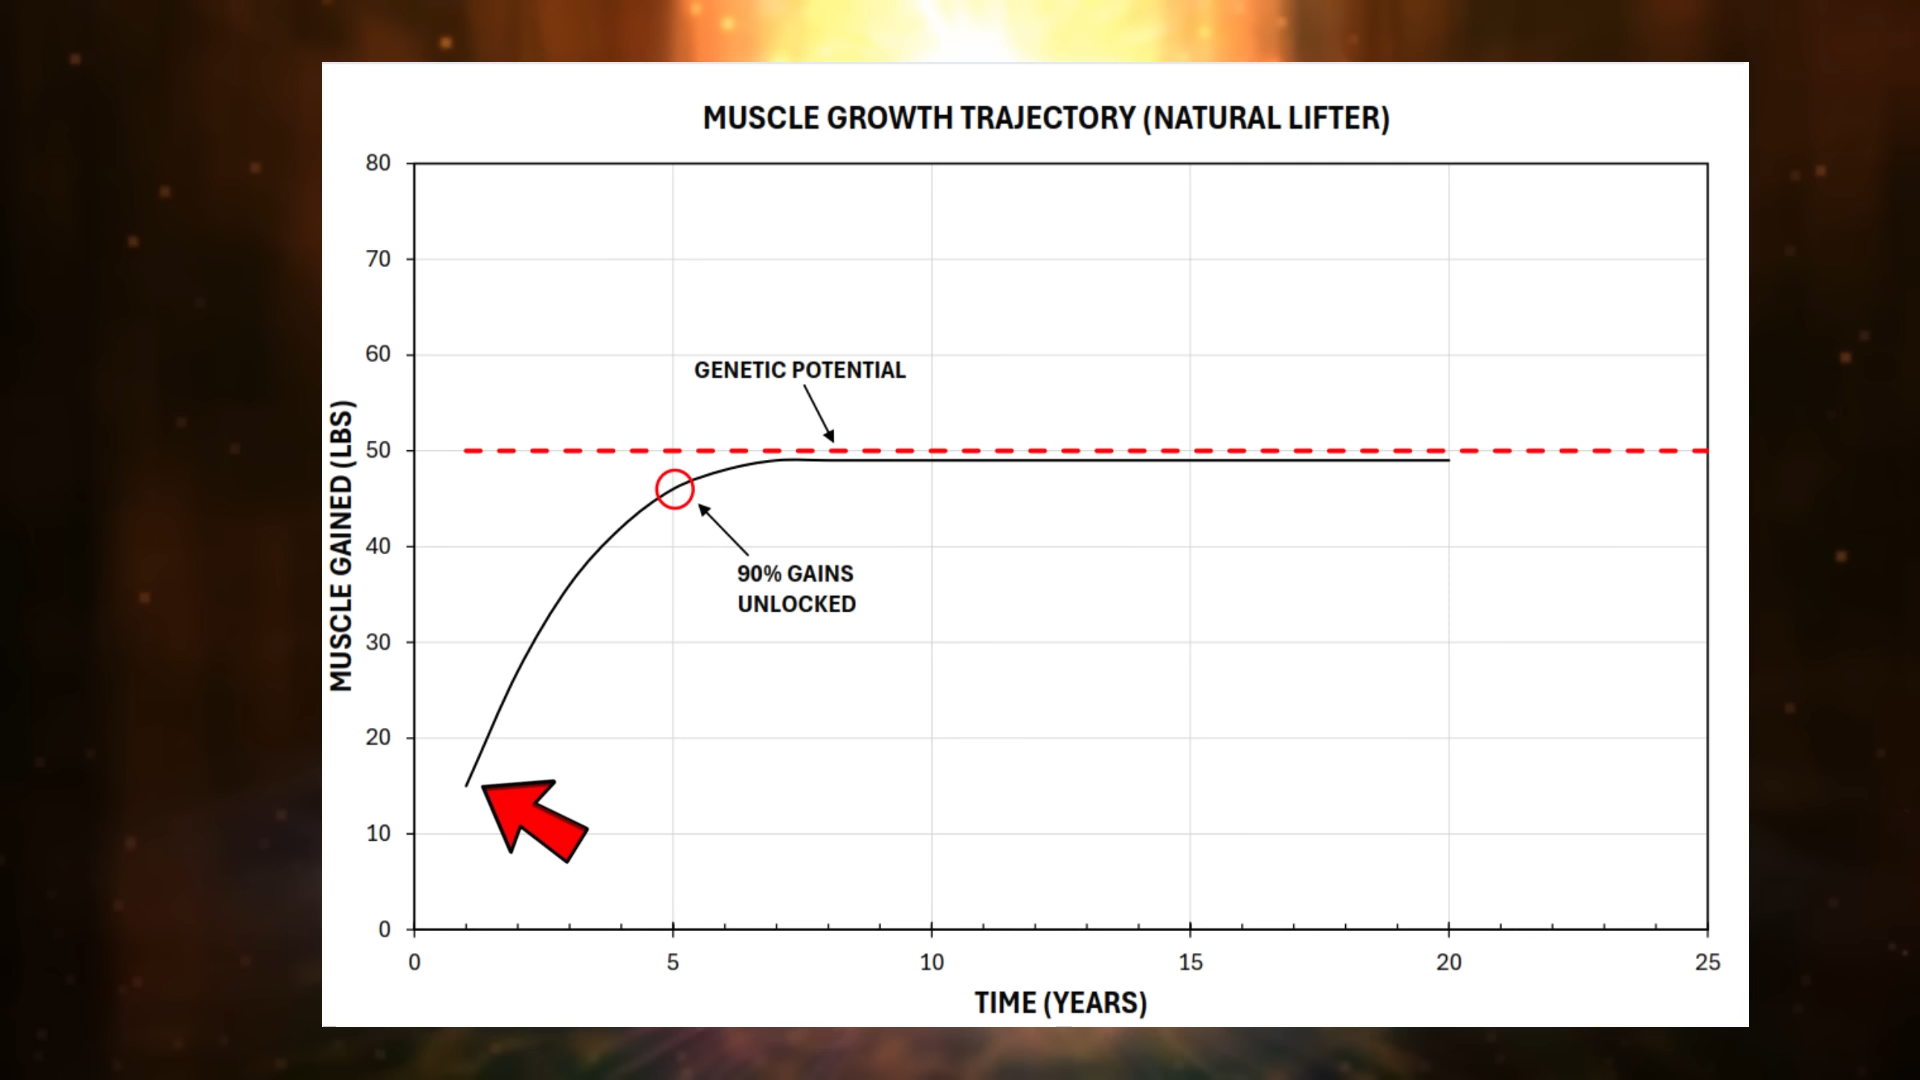 MUSCLE GROWTH TRAJECTORY (NATURAL LIFTER)
80
70
60
50
40
30
20
10
0
MUSCLE GAINED (LBS)
GENETIC POTENTIAL
90% GAINS
UNLOCKED
0 5 10 15 20 25
TIME (YEARS)